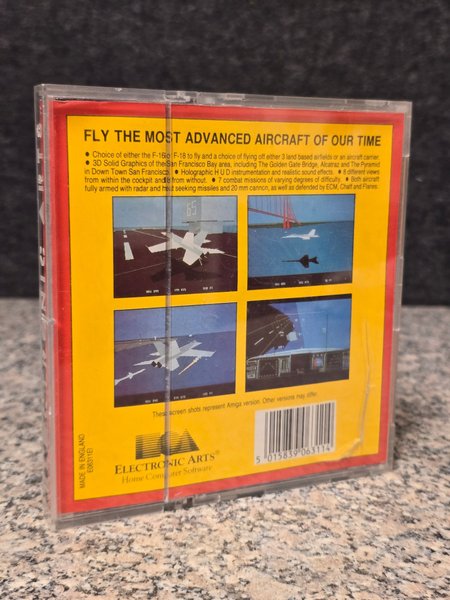 FLY THE MOST ADVANCED AIRCRAFT OF OUR TIME
● Choice of either the F-16 or F-18 to fly and a choice of flying off either 3 land based airfields or an aircraft carrier.
● 3D Solid Graphics of the San Francisco Bay area, including The Golden Gate Bridge, Alcatraz and The Pyramid
in Down Town San Francisco. ● Holographic H U D instrumentation and realistic sound effects. ● 8 different views
from within the cockpit and from without. ● 7 combat missions of varying degrees of difficulty. ● Both aircraft
fully armed with radar and heat seeking missiles and 20 mm cannon, as well as defended by ECM, Chaff and Flares.
65
These screen shots represent Amiga version. Other versions may differ.
ELECTRONIC ARTS®
Home Computer Software
MADE IN ENGLAND
E06311EI
5 015839 063114